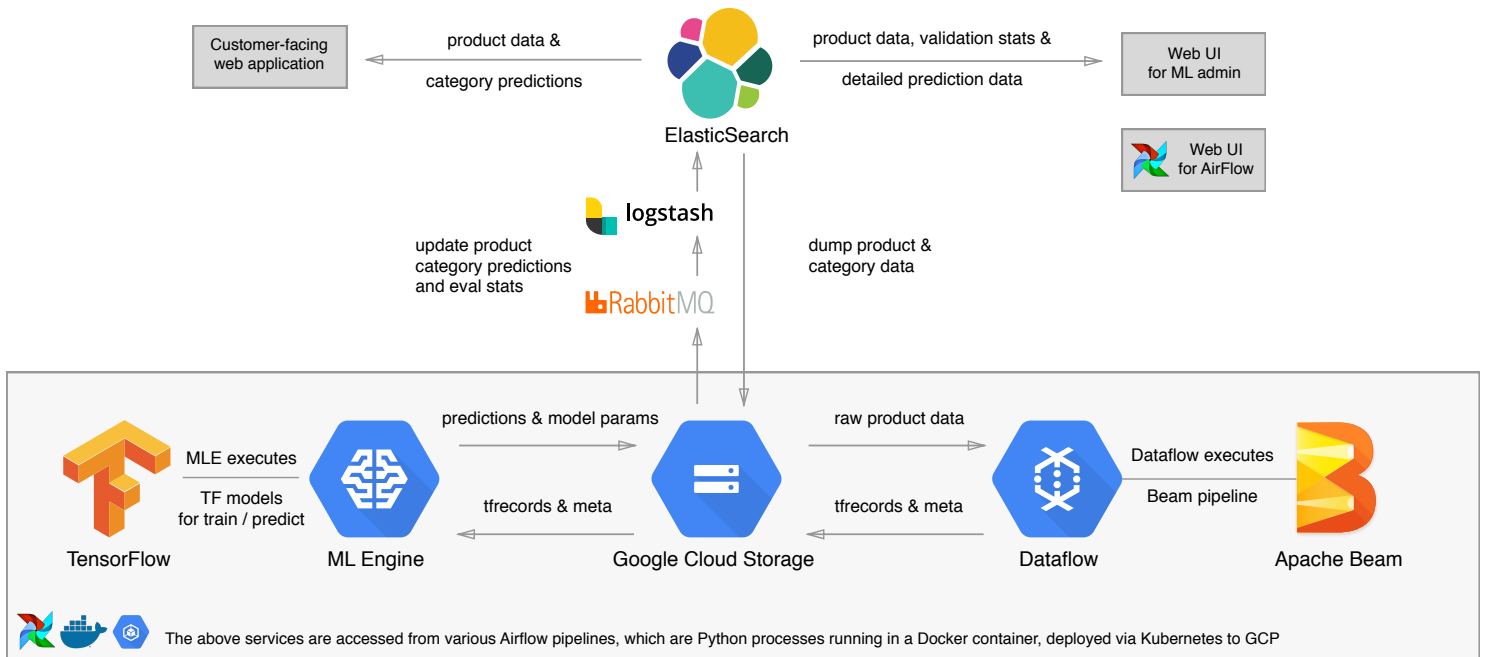 Customer-facing
web application
product data &
category predictions
ElasticSearch
product data, validation stats &
detailed prediction data
Web UI
for ML admin
Web UI
for AirFlow
logstash
update product
category predictions
and eval stats
RabbitMQ
dump product &
category data
TensorFlow
MLE executes
TF models
for train / predict
ML Engine
predictions & model params
tfrecords & meta
Google Cloud Storage
raw product data
tfrecords & meta
Dataflow
Dataflow executes
Beam pipeline
Apache Beam
The above services are accessed from various Airflow pipelines, which are Python processes running in a Docker container, deployed via Kubernetes to GCP